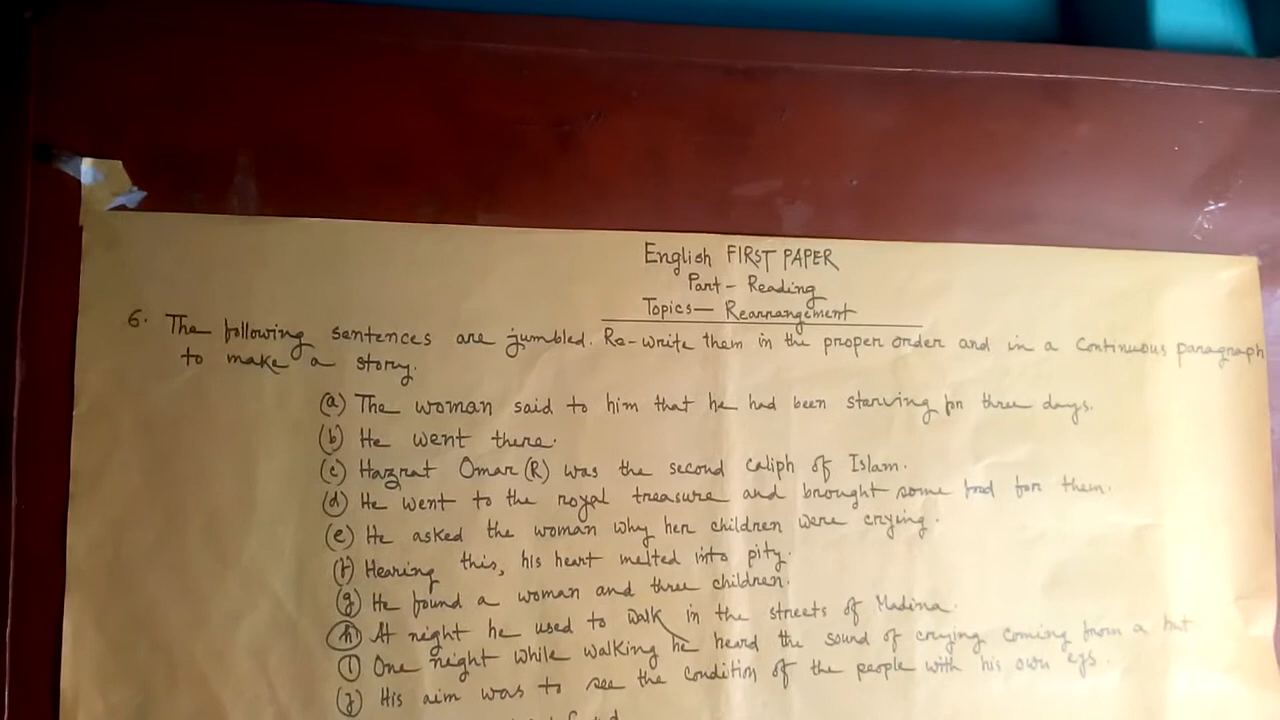 English FIRST PAPER
Part - Reading
Topics— Rearrangement
6. The following sentences are jumbled. Re-write them in the proper order and in a continuous paragraph
to make a story.
(a) The woman said to him that he had been starving for three days.
(b) He went there.
(c) Hazrat Omar (R) was the second caliph of Islam.
(d) He went to the royal treasure and brought some food for them.
(e) He asked the woman why her children were crying.
(f) Hearing this, his heart melted into pity.
(g) He found a woman and three children.
(h) At night he used to walk in the streets of Madina.
(i) One night while walking he heard the sound of crying coming from a hut
(j) His aim was to see the condition of the people with his own eys.